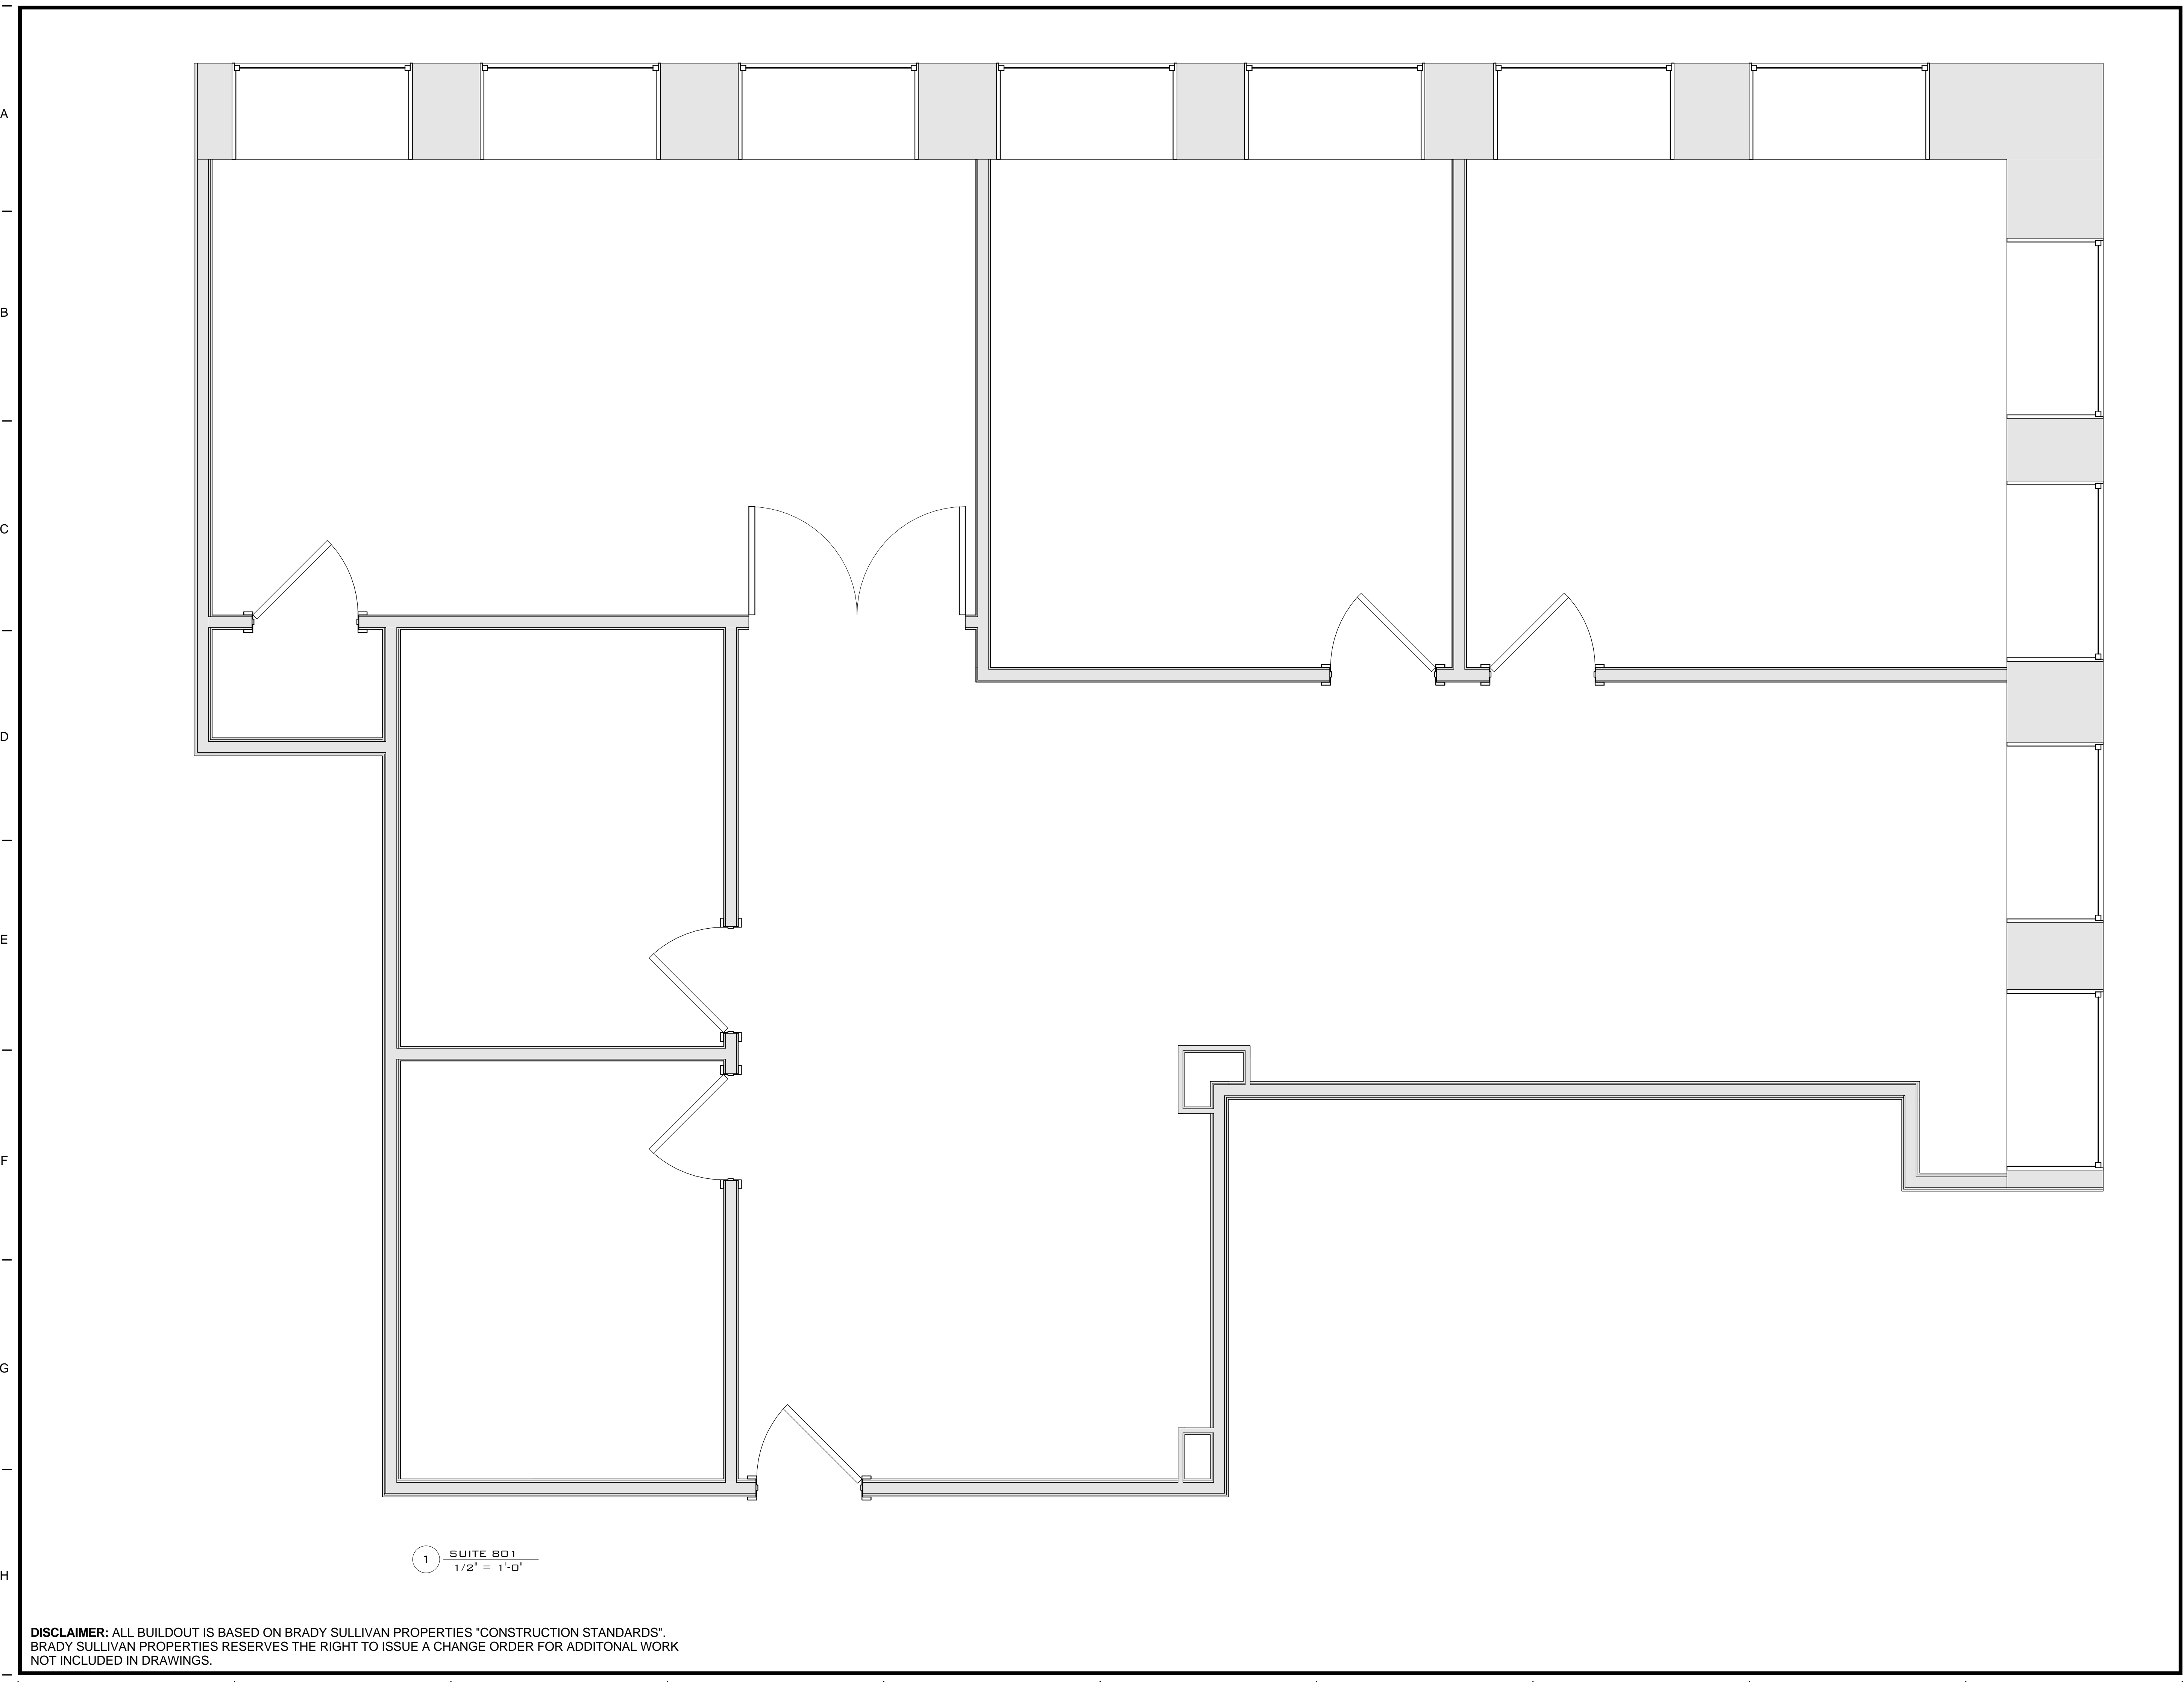 A
B
C
D
E
F
G
H
1
SUITE 801
1/2" = 1'-0"
DISCLAIMER: ALL BUILDOUT IS BASED ON BRADY SULLIVAN PROPERTIES "CONSTRUCTION STANDARDS".
BRADY SULLIVAN PROPERTIES RESERVES THE RIGHT TO ISSUE A CHANGE ORDER FOR ADDITONAL WORK
NOT INCLUDED IN DRAWINGS.